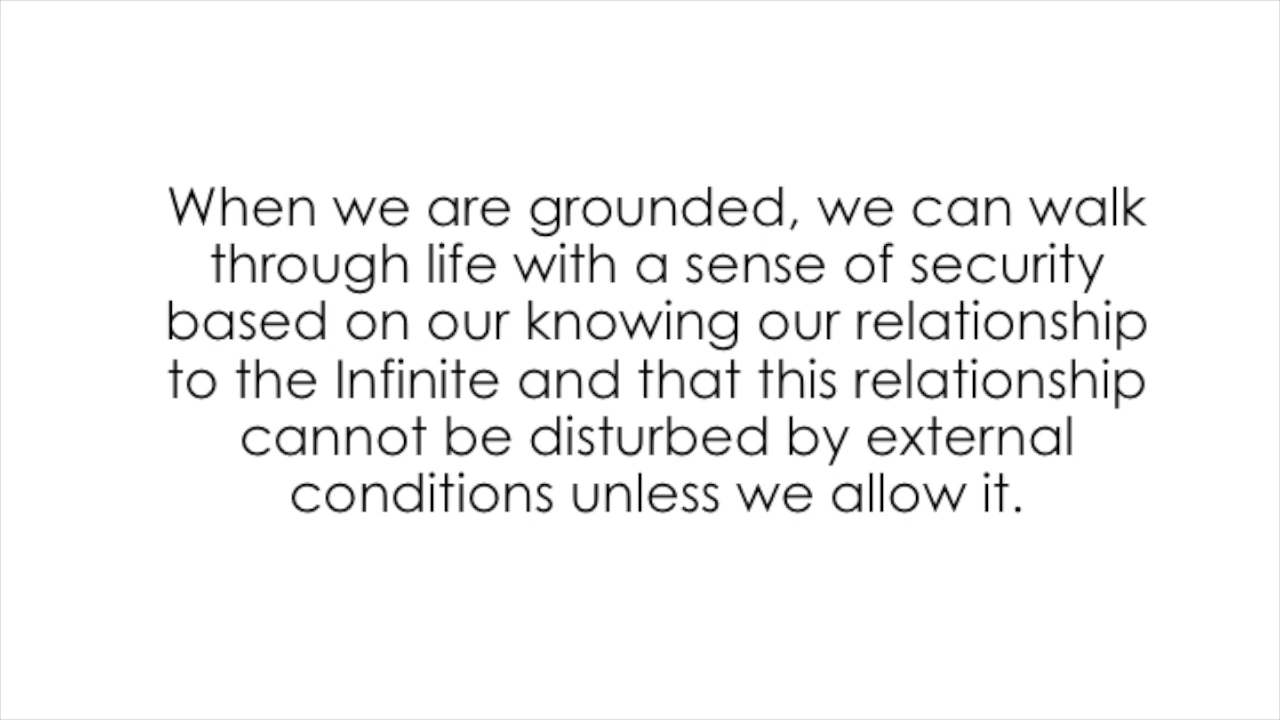 When we are grounded, we can walk
through life with a sense of security
based on our knowing our relationship
to the Infinite and that this relationship
cannot be disturbed by external
conditions unless we allow it.